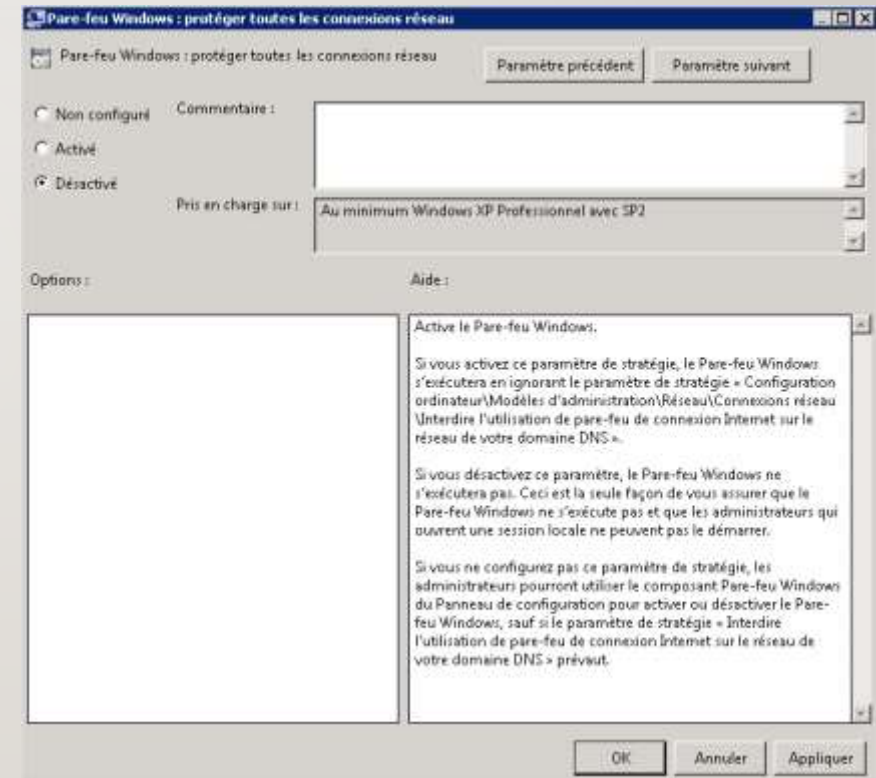 Pare-feu Windows : protéger toutes les connexions réseau
Pare-feu Windows : protéger toutes les connexions réseau
Paramètre précédent
Paramètre suivant
Non configuré
Commentaire :
Activé
Désactivé
Pris en charge sur :
Au minimum Windows XP Professionnel avec SP2
Options :
Aide :
Active le Pare-feu Windows.
Si vous activez ce paramètre de stratégie, le Pare-feu Windows
s'exécutera en ignorant le paramètre de stratégie « Configuration
ordinateur\Modèles d'administration\Réseau\Connexions réseau
\Interdire l'utilisation de pare-feu de connexion Internet sur le
réseau de votre domaine DNS ».
Si vous désactivez ce paramètre, le Pare-feu Windows ne
s'exécutera pas. Ceci est la seule façon de vous assurer que le
Pare-feu Windows ne s'exécute pas et que les administrateurs qui
ouvrent une session locale ne peuvent pas le démarrer.
Si vous ne configurez pas ce paramètre de stratégie, les
administrateurs pourront utiliser le composant Pare-feu Windows
du Panneau de configuration pour activer ou désactiver le Pare-
feu Windows, sauf si le paramètre de stratégie « Interdire
l'utilisation de pare-feu de connexion Internet sur le réseau de
votre domaine DNS » prévaut.
OK
Annuler
Appliquer